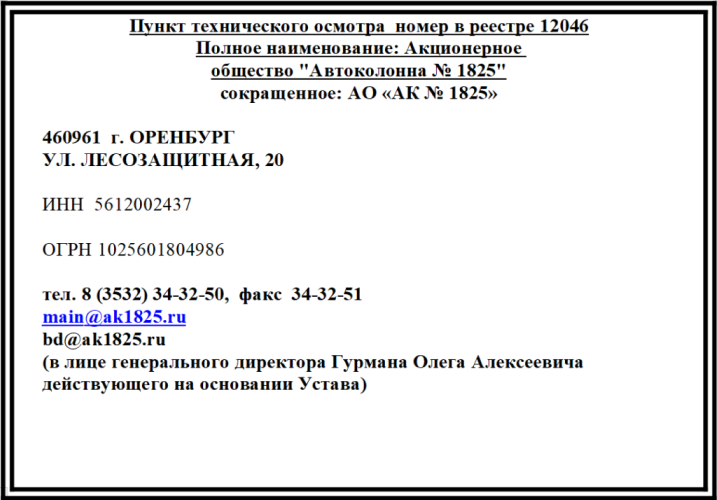 Пункт технического осмотра номер в реестре 12046
Полное наименование: Акционерное
общество "Автоколонна № 1825"
сокращенное: АО «АК № 1825»
460961 г. ОРЕНБУРГ
УЛ. ЛЕСОЗАЩИТНАЯ, 20
ИНН 5612002437
ОГРН 1025601804986
тел. 8 (3532) 34-32-50, факс 34-32-51
main@ak1825.ru
bd@ak1825.ru
(в лице генерального директора Гурмана Олега Алексеевича
действующего на основании Устава)